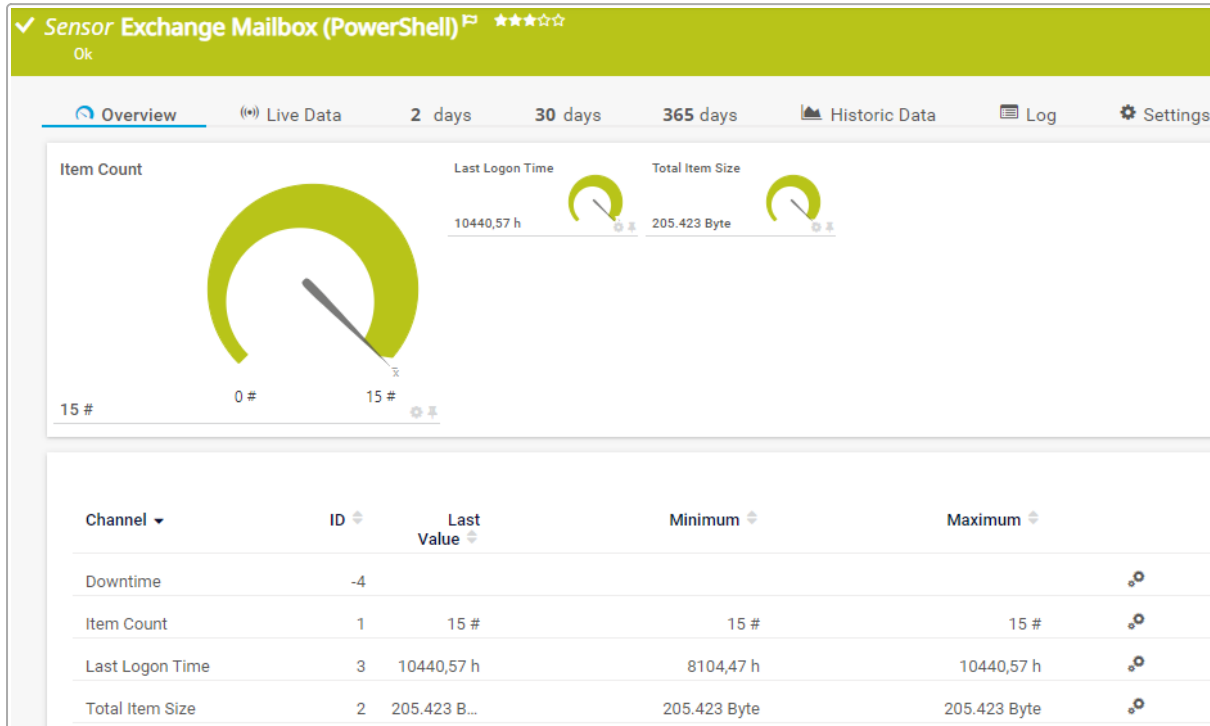 Sensor Exchange Mailbox (PowerShell)
Ok
Overview Live Data 2 days 30 days 365 days Historic Data Log Settings
Item Count
Last Logon Time
Total Item Size
10440,57 h
205.423 Byte
x̄
0 # 15 #
15 #
Channel ID Last Value Minimum Maximum
Downtime -4
Item Count 1 15 # 15 # 15 #
Last Logon Time 3 10440,57 h 8104,47 h 10440,57 h
Total Item Size 2 205.423 B... 205.423 Byte 205.423 Byte